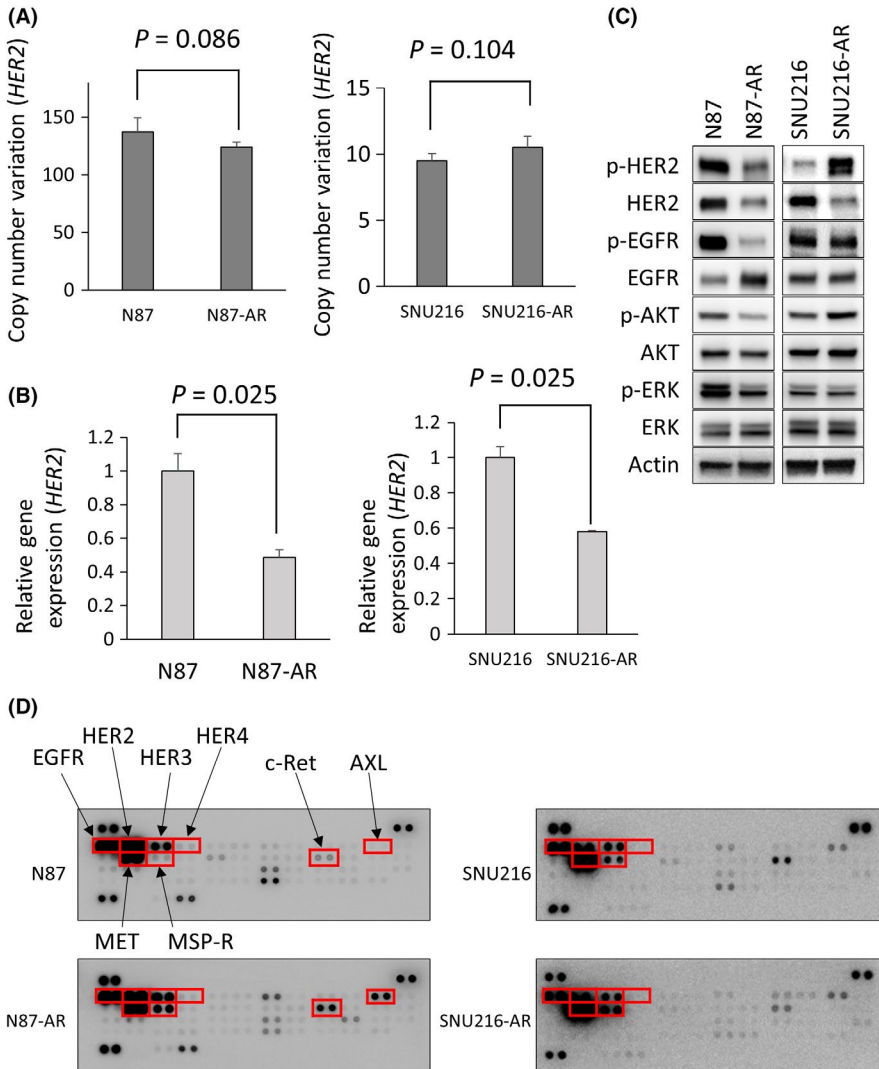 (A)
P = 0.086
Copy number variation (HER2)
150
100
50
0
N87
N87-AR
P = 0.104
Copy number variation (HER2)
15
10
5
0
SNU216
SNU216-AR
(B)
P = 0.025
Relative gene
expression (HER2)
1.2
1
0.8
0.6
0.4
0.2
0
N87
N87-AR
P = 0.025
Relative gene
expression (HER2)
1.2
1
0.8
0.6
0.4
0.2
0
SNU216
SNU216-AR
(C)
N87
N87-AR
SNU216
SNU216-AR
p-HER2
HER2
p-EGFR
EGFR
p-AKT
AKT
p-ERK
ERK
Actin
(D)
HER2
HER4
EGFR
HER3
c-Ret
AXL
N87
MET
MSP-R
N87-AR
SNU216
SNU216-AR